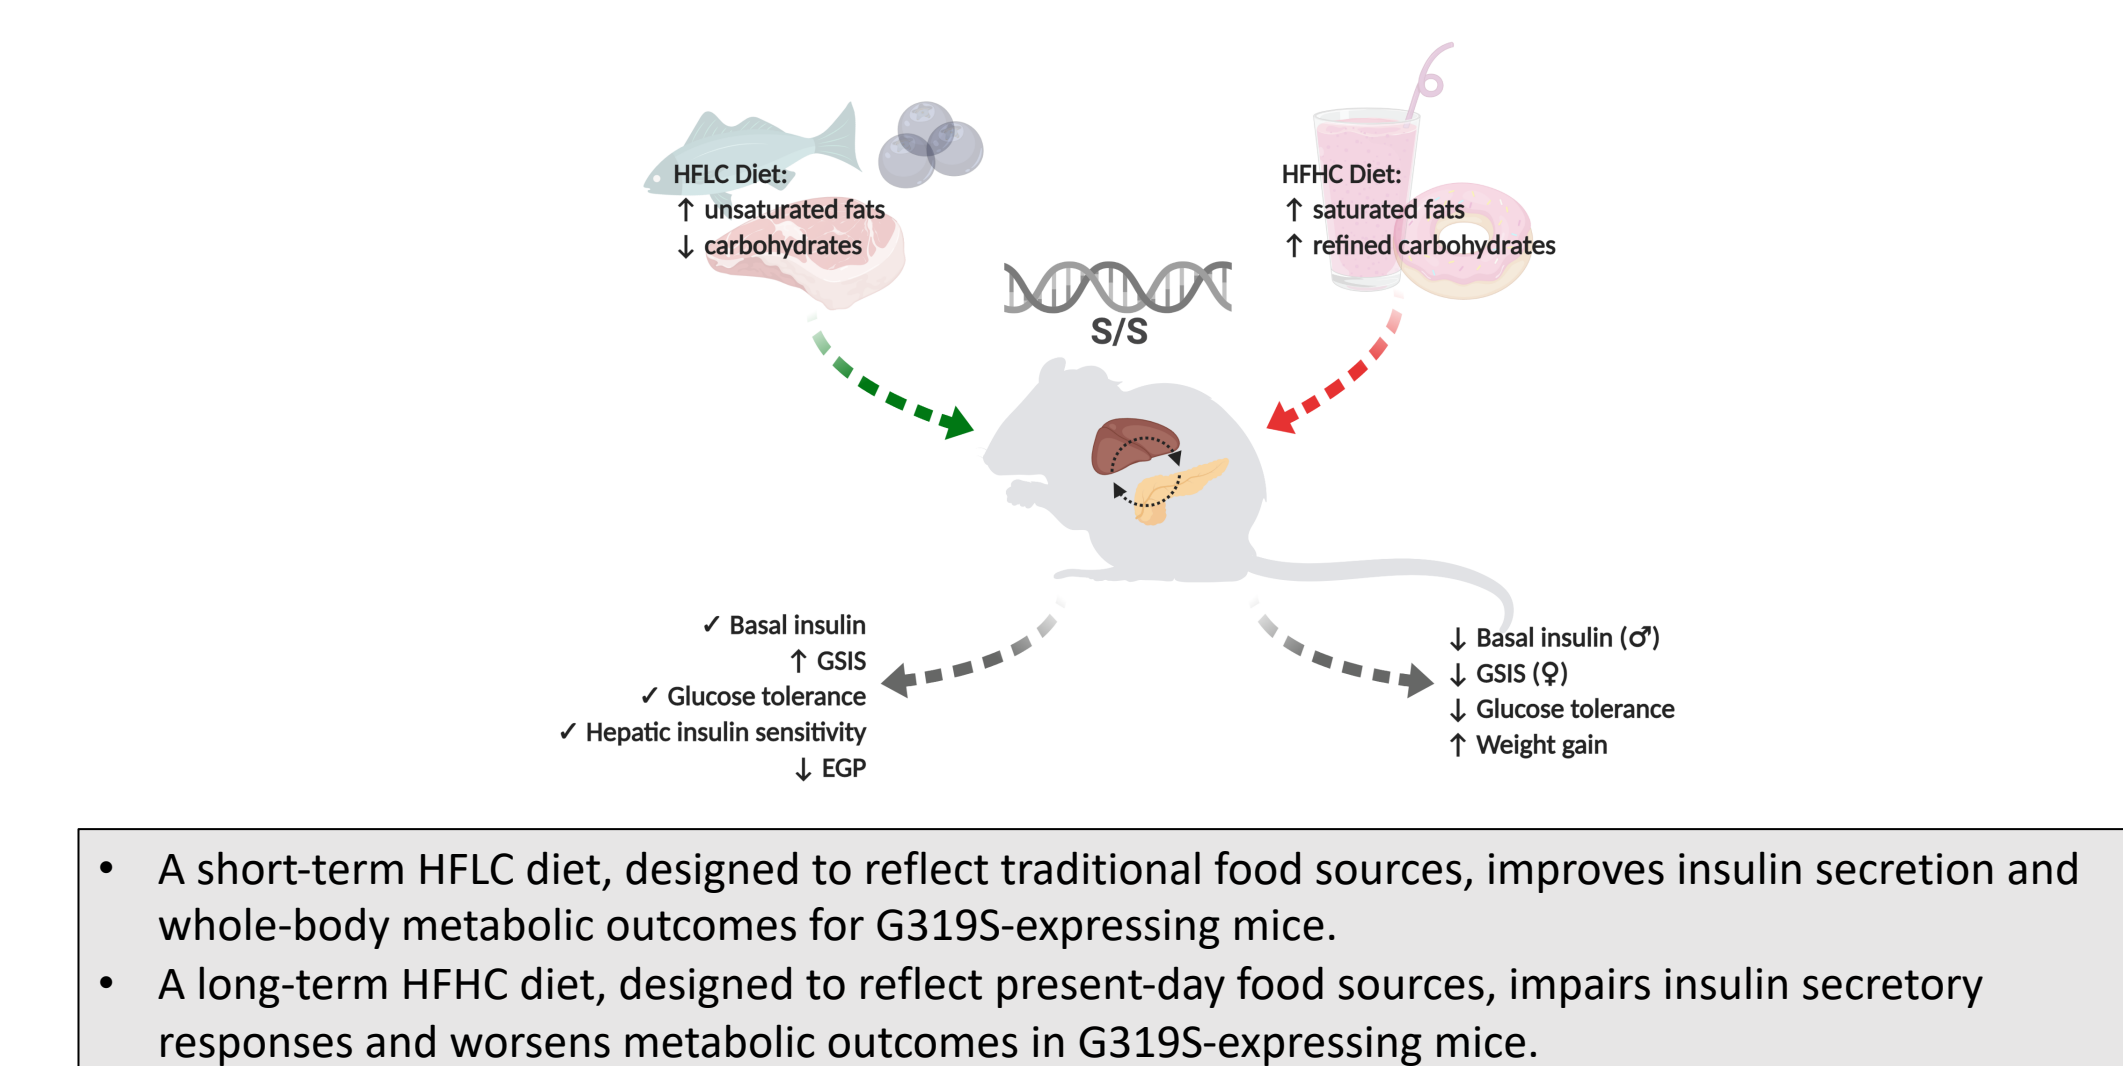 HFLC Diet:
↑ unsaturated fats
↓ carbohydrates
HFHC Diet:
↑ saturated fats
↑ refined carbohydrates
S/S
✓ Basal insulin
↑ GSIS
✓ Glucose tolerance
✓ Hepatic insulin sensitivity
↓ EGP
↓ Basal insulin (♂)
↓ GSIS (♀)
↓ Glucose tolerance
↑ Weight gain
• A short-term HFLC diet, designed to reflect traditional food sources, improves insulin secretion and
whole-body metabolic outcomes for G319S-expressing mice.
• A long-term HFHC diet, designed to reflect present-day food sources, impairs insulin secretory
responses and worsens metabolic outcomes in G319S-expressing mice.